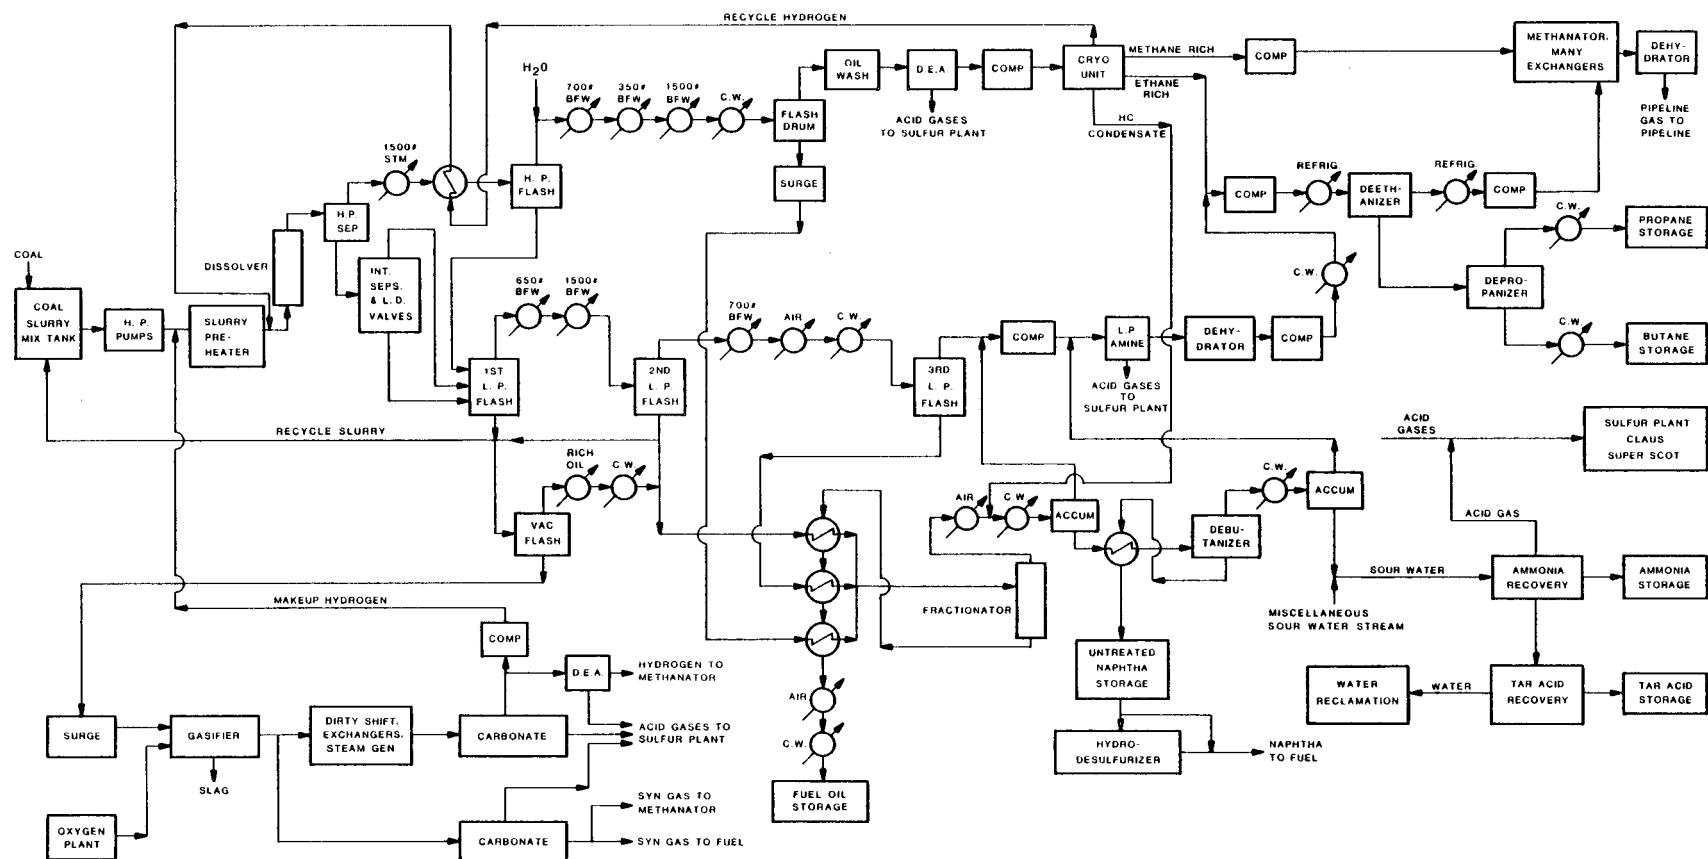 RECYCLE HYDROGEN
H2O
700#
BFW
350#
BFW
1500#
BFW
C.W.
FLASH
DRUM
OIL
WASH
D.E.A.
COMP
CRYO
UNIT
METHANE RICH
COMP
METHANATOR,
MANY
EXCHANGERS
DEHY-
DRATOR
PIPELINE
GAS TO
PIPELINE
ETHANE
RICH
HC
CONDENSATE
ACID GASES
TO SULFUR PLANT
SURGE
1500#
STM
H.P.
FLASH
H.P.
SEP
DISSOLVER
INT.
SEPS.
& L.D.
VALVES
COAL
COAL
SLURRY
MIX TANK
H.P.
PUMPS
SLURRY
PRE-
HEATER
650#
BFW
1500#
BFW
1ST
L. P.
FLASH
2ND
L.P.
FLASH
700#
BFW
AIR
C.W.
3RD
L.P.
FLASH
COMP
L.P
AMINE
ACID GASES
TO
SULFUR PLANT
DEHY-
DRATOR
COMP
C.W.
COMP
REFRIG.
DEETH-
ANIZER
REFRIG.
COMP
C.W.
PROPANE
STORAGE
DEPRO-
PANIZER
C.W.
BUTANE
STORAGE
RECYCLE SLURRY
RICH
OIL
C.W.
VAC
FLASH
ACID
GASES
SULFUR PLANT
CLAUS
SUPER SCOT
ACID GAS
AIR
C.W
ACCUM
DEBU-
TANIZER
C.W.
ACCUM
FRACTIONATOR
SOUR WATER
MISCELLANEOUS
SOUR WATER STREAM
AMMONIA
RECOVERY
AMMONIA
STORAGE
TAR ACID
RECOVERY
TAR ACID
STORAGE
WATER
WATER
RECLAMATION
UNTREATED
NAPHTHA
STORAGE
HYDRO-
DESULFURIZER
NAPHTHA
TO FUEL
AIR
C.W.
FUEL OIL
STORAGE
MAKEUP HYDROGEN
COMP
D.E.A.
HYDROGEN TO
METHANATOR
SURGE
GASIFIER
SLAG
DIRTY SHIFT,
EXCHANGERS,
STEAM GEN
CARBONATE
ACID GASES TO
SULFUR PLANT
OXYGEN
PLANT
CARBONATE
SYN GAS TO
METHANATOR
SYN GAS TO FUEL